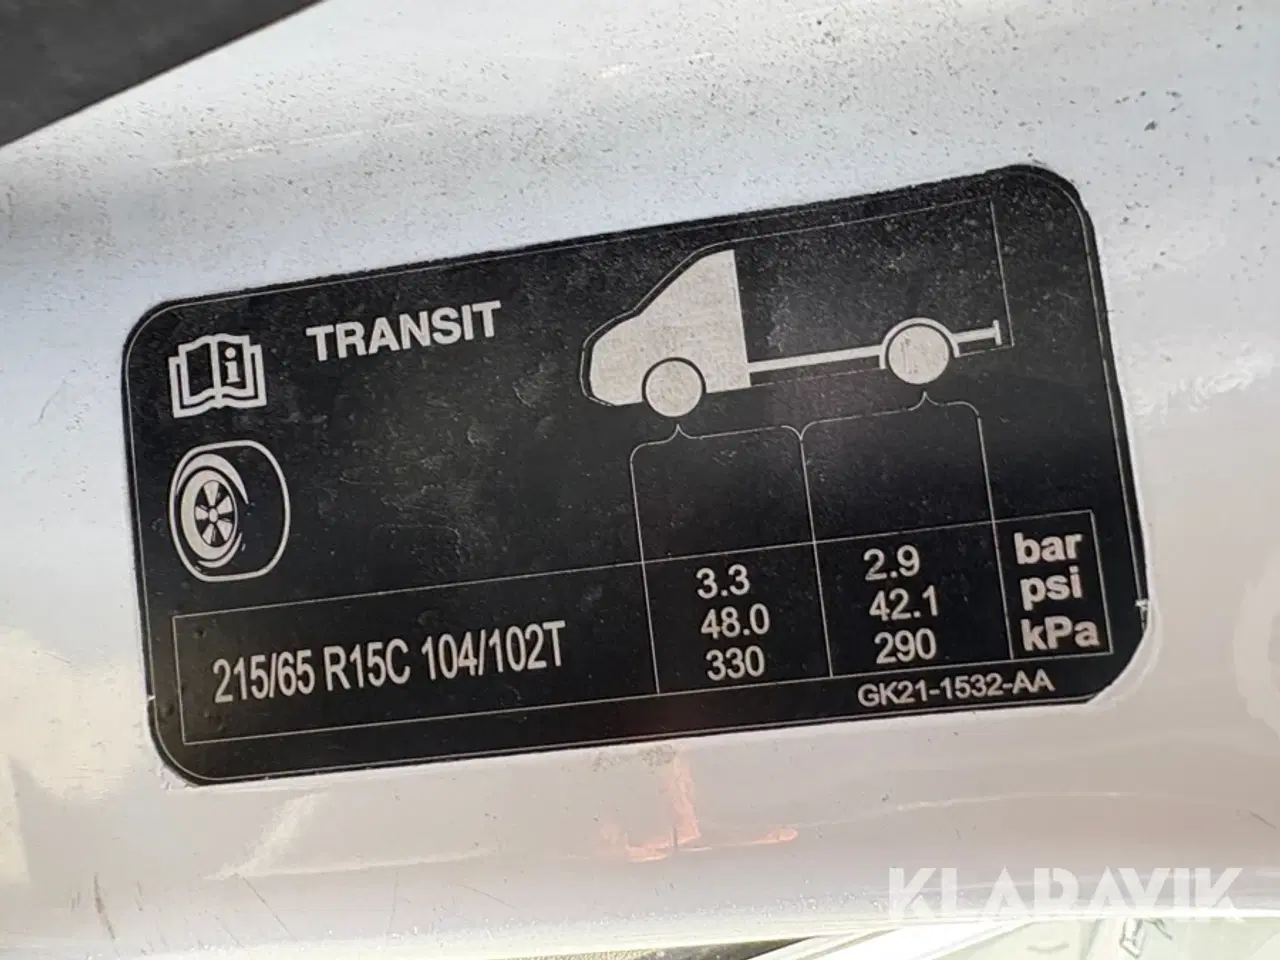 TRANSIT
215/65 R15C 104/102T
3.3 2.9 bar
48.0 42.1 psi
330 290 kPa
GK21-1532-AA
KLARAVIK